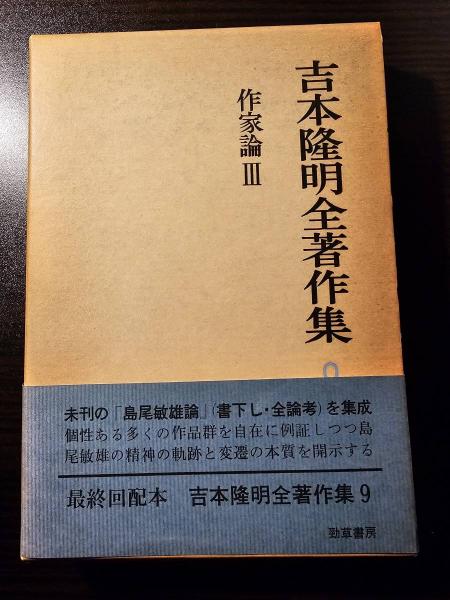 吉本隆明全著作集
作家論 III
未刊の「島尾敏雄論」(書下し・全論考)を集成
個性ある多くの作品群を自在に例証しつつ島
尾敏雄の精神の軌跡と変遷の本質を開示する
最終回配本 吉本隆明全著作集9
勁草書房